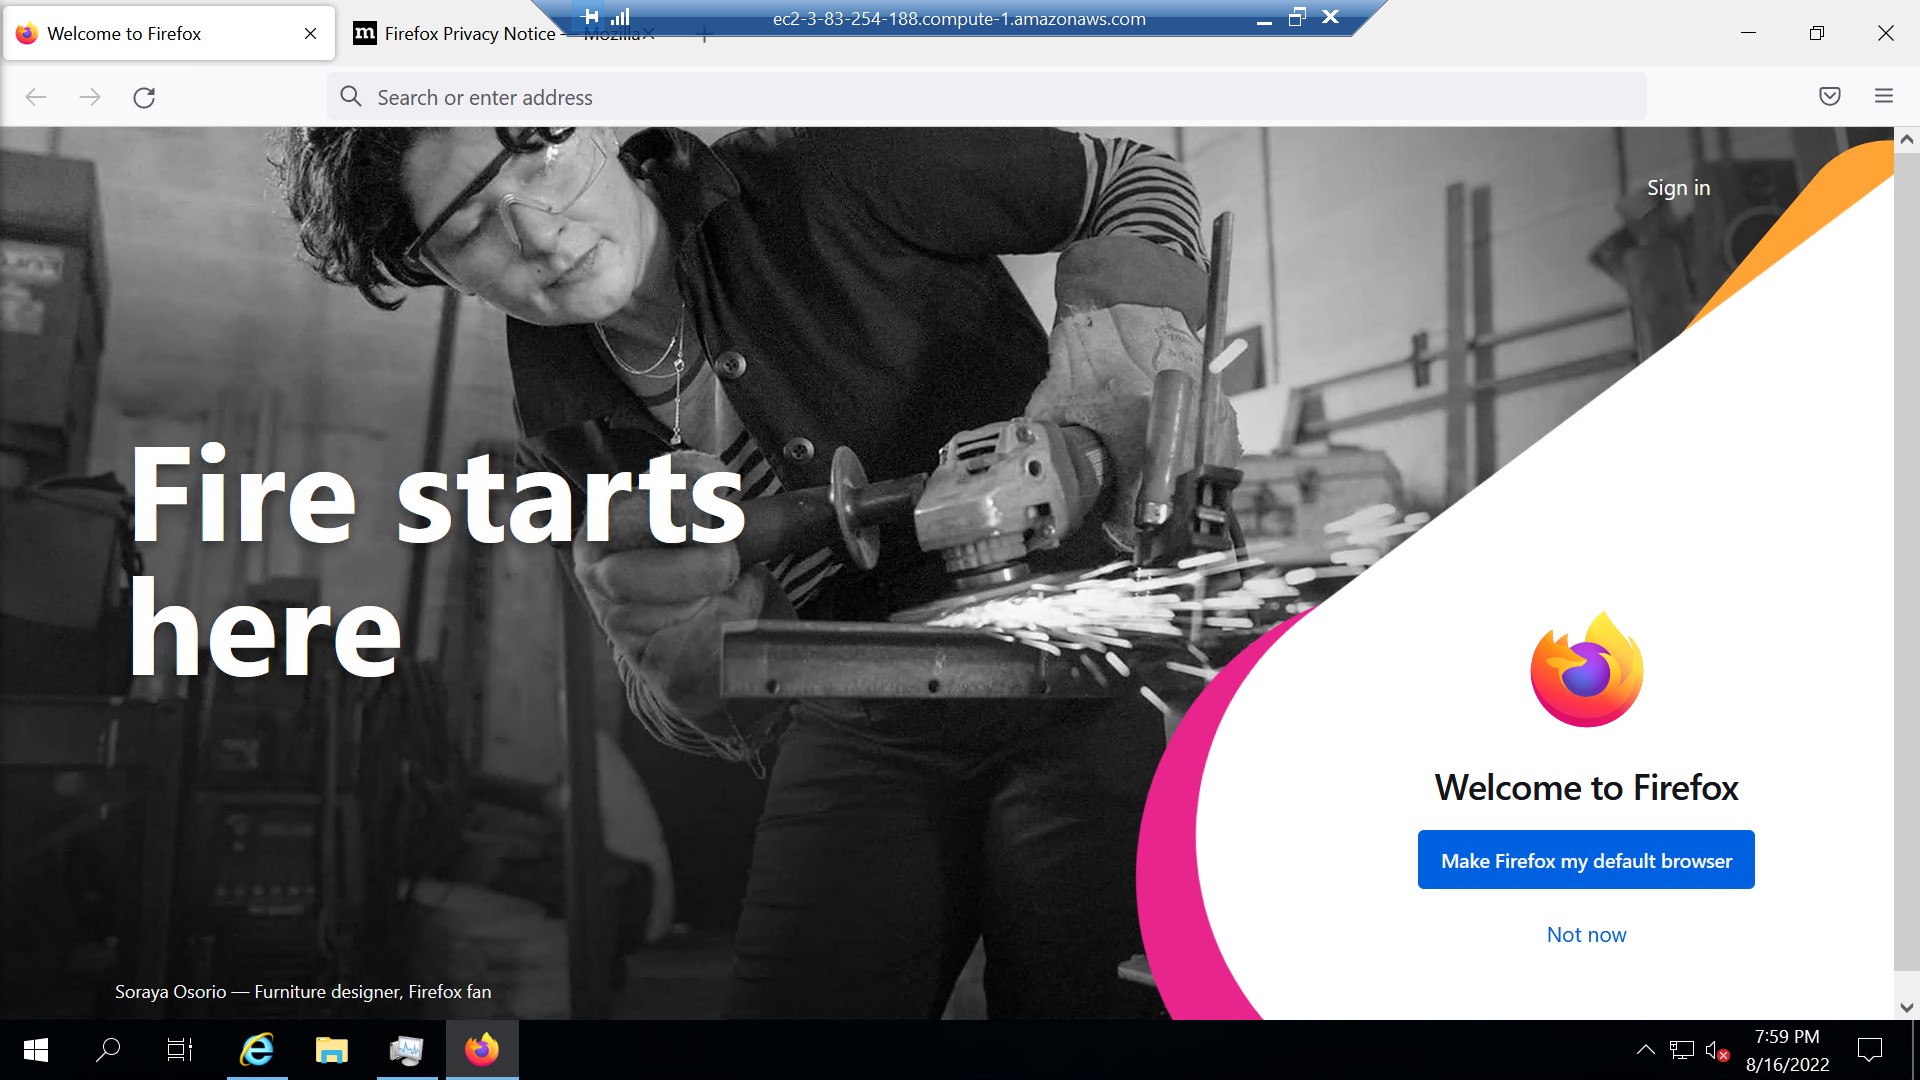 ec2-3-83-254-188.compute-1.amazonaws.com
Welcome to Firefox
Firefox Privacy Notice — Mozilla
Search or enter address
Sign in
Fire starts
here
Welcome to Firefox
Make Firefox my default browser
Not now
Soraya Osorio — Furniture designer, Firefox fan
7:59 PM
8/16/2022